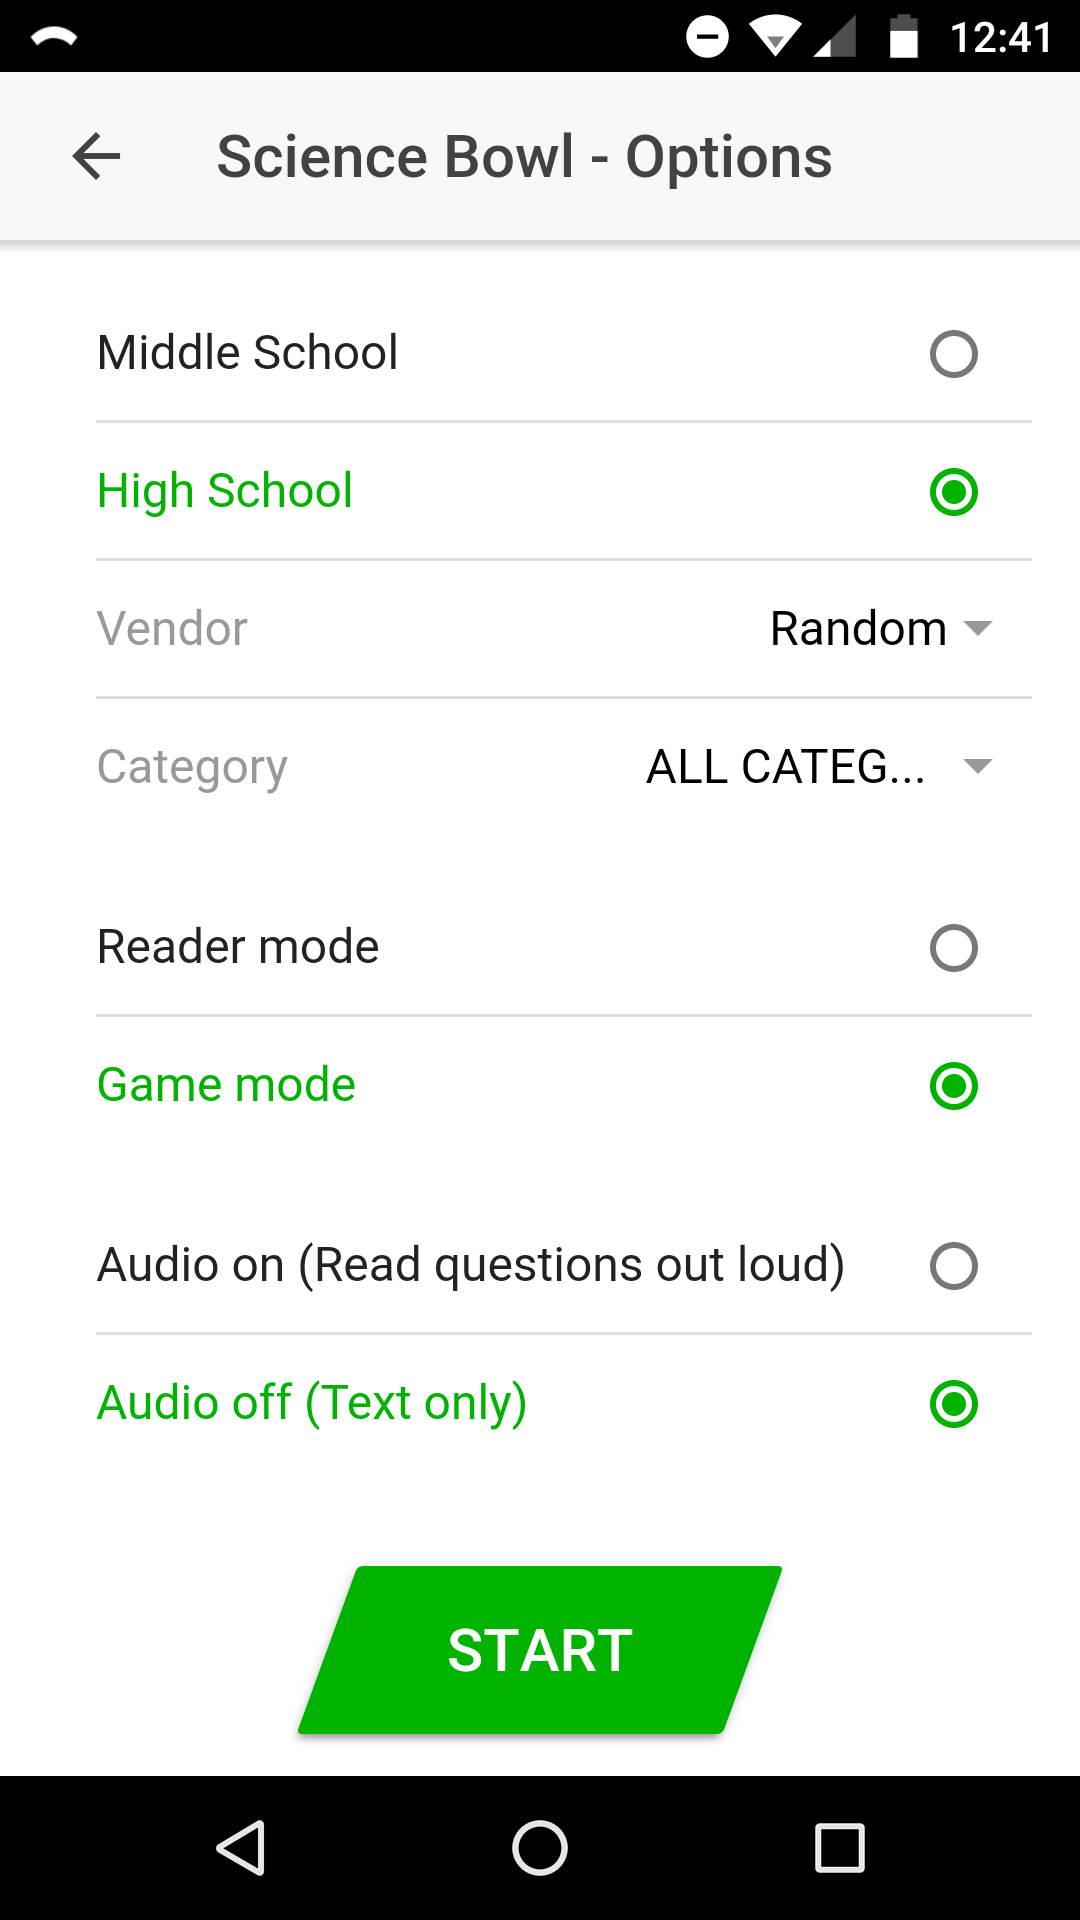 12:41
Science Bowl - Options
Middle School
High School
Vendor Random
Category ALL CATEG...
Reader mode
Game mode
Audio on (Read questions out loud)
Audio off (Text only)
START